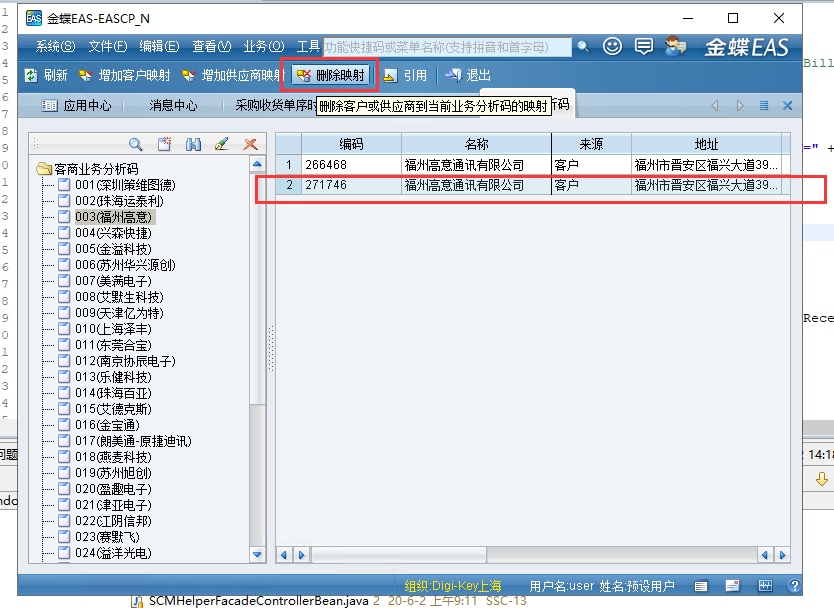 金蝶EAS-EASCP_N
系统(S) 文件(F) 编辑(E) 查看(V) 业务(O) 工具 功能快捷码或菜单名称(支持拼音和首字母) 金蝶EAS
刷新 增加客户映射 增加供应商映射 删除映射 引用 退出
应用中心 消息中心 采购收货单序时 析码
删除客户或供应商到当前业务分析码的映射
编码 名称 来源 地址
1 266468 福州高意通讯有限公司 客户 福州市晋安区福兴大道39...
2 271746 福州高意通讯有限公司 客户 福州市晋安区福兴大道39...
客商业务分析码
001(深圳策维图德)
002(珠海运泰利)
003(福州高意)
004(兴森快捷)
005(金溢科技)
006(苏州华兴源创)
007(美满电子)
008(艾默生科技)
009(天津亿为特)
010(上海泽丰)
011(东莞合宝)
012(南京协辰电子)
013(乐健科技)
014(珠海百亚)
015(艾德克斯)
016(金宝通)
017(朗美通-原捷迪讯)
018(燕麦科技)
019(苏州旭创)
020(盈趣电子)
021(津亚电子)
022(江阴信邦)
023(赛默飞)
024(益洋光电)
组织:Digi-Key上海 用户名:user 姓名:预设用户
Bill
=" +
Rece
问题
14:18
ndo
SCMHelperFacadeControllerBean.java 2 20-6-2 上午9:11 SSC-13